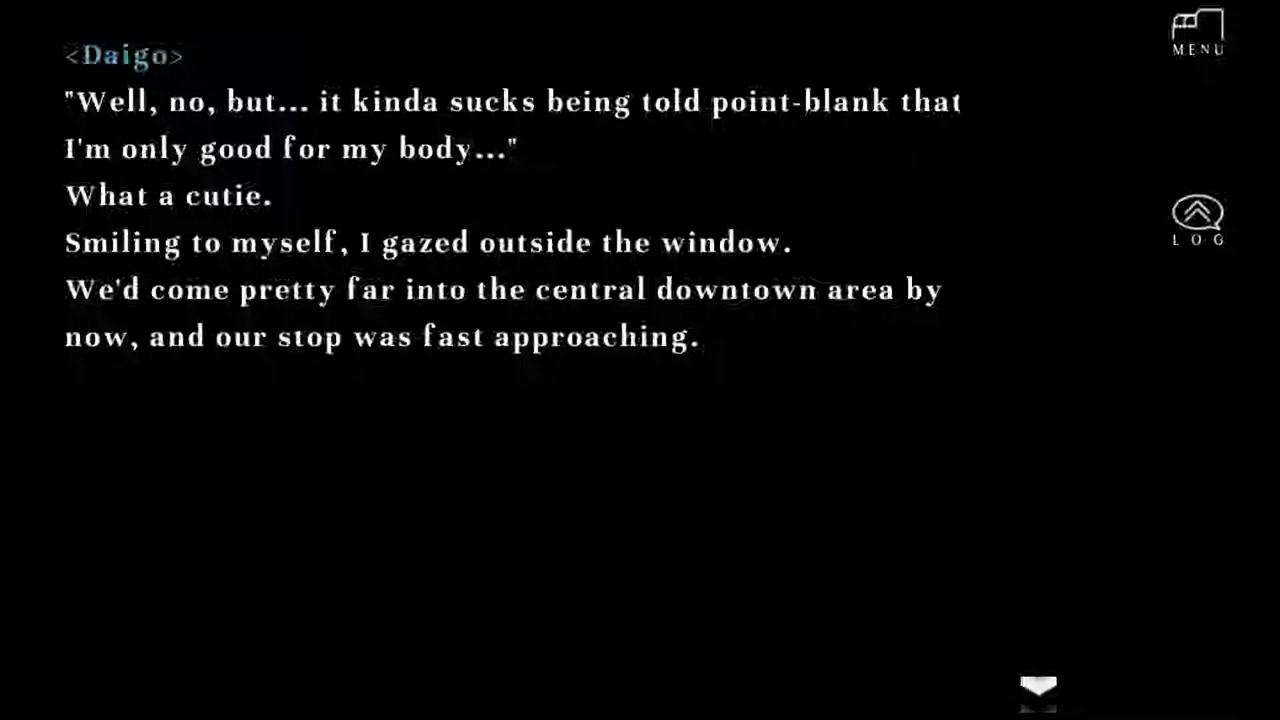 <Daigo>
"Well, no, but... it kinda sucks being told point-blank that
I'm only good for my body..."
What a cutie.
Smiling to myself, I gazed outside the window.
We'd come pretty far into the central downtown area by
now, and our stop was fast approaching.
MENU
LOG